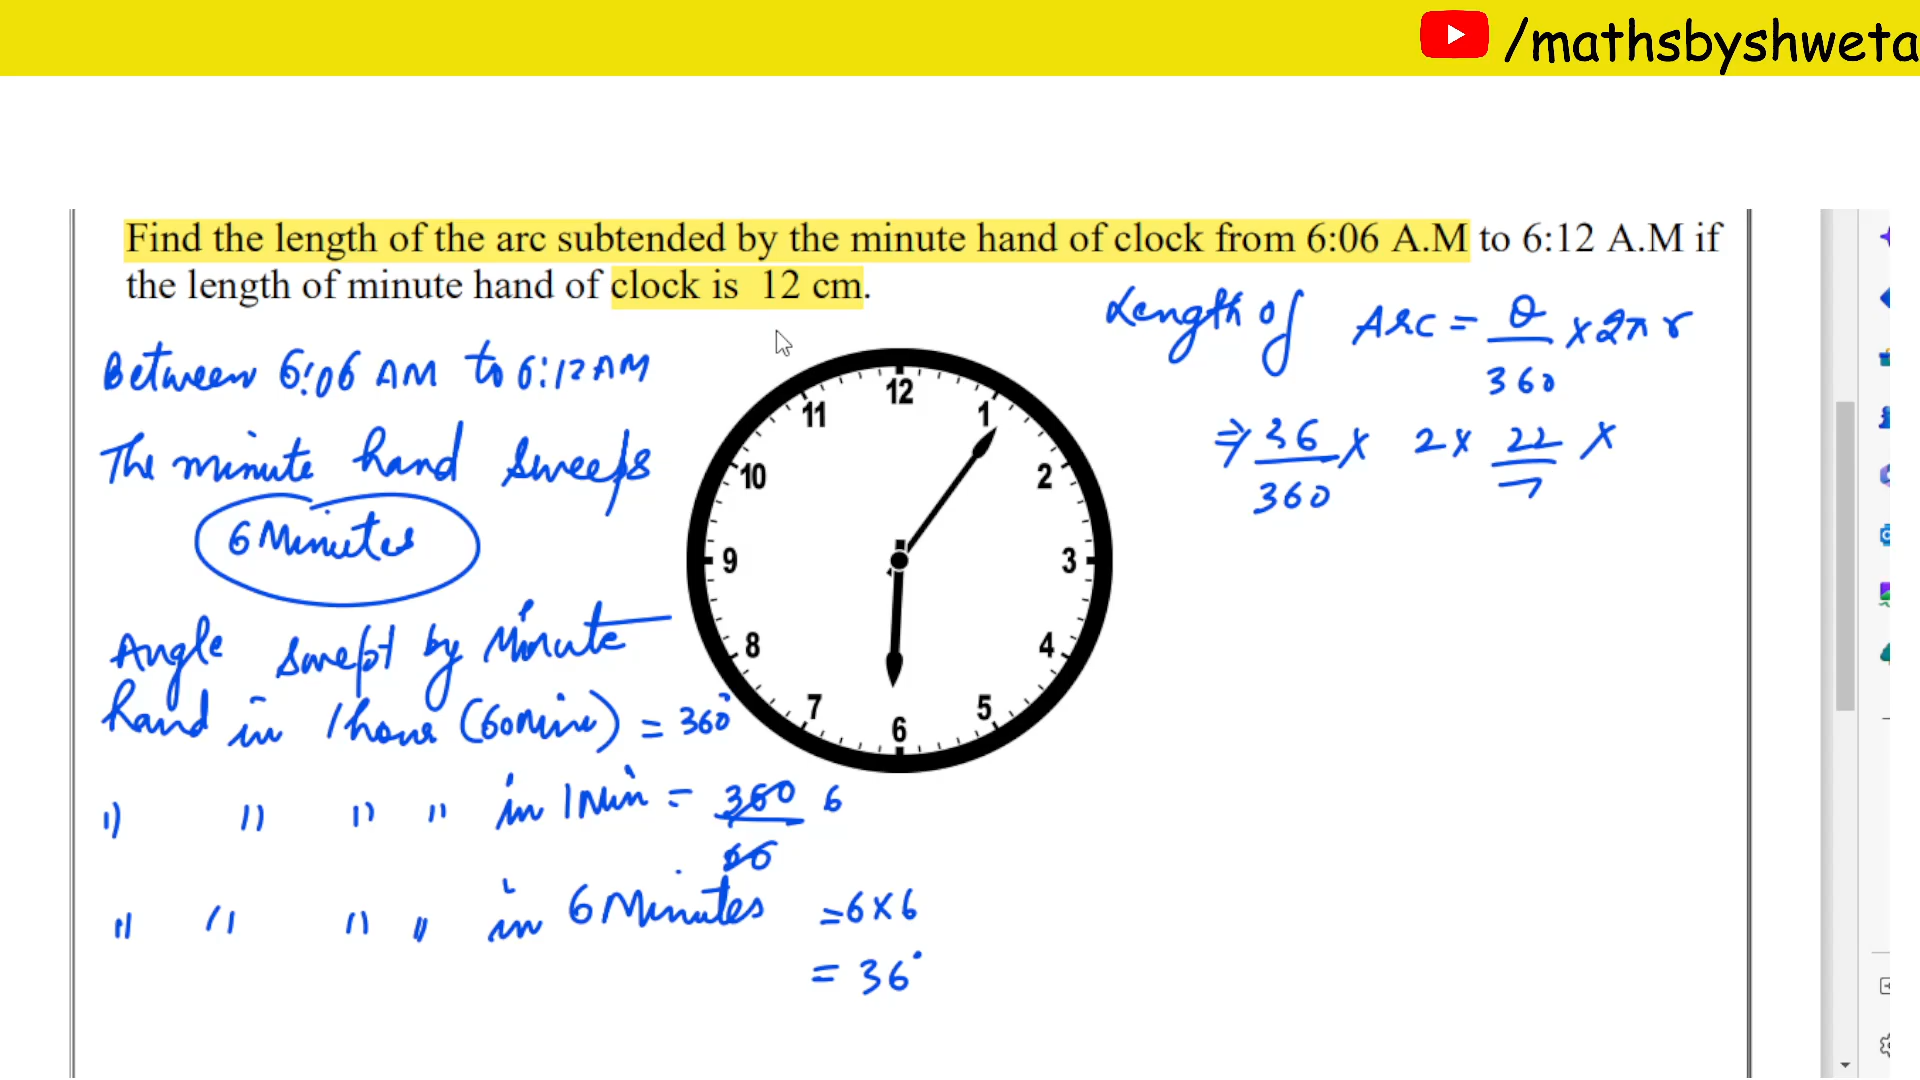 /mathsbyshweta
Find the length of the arc subtended by the minute hand of clock from 6:06 A.M to 6:12 A.M if
the length of minute hand of clock is 12 cm.
Between 6:06 AM to 6:12 AM
The minute hand sweeps
6 Minutes
Angle swept by Minute
hand in 1 hour (60 Mins) = 360°
" " " " in 1 Min = 360/60 6
" " " " in 6 Minutes = 6×6
= 36°
12
1
2
3
4
5
6
7
8
9
10
11
Length of Arc = θ/360 × 2πr
⇒ 36/360 × 2 × 22/7 ×